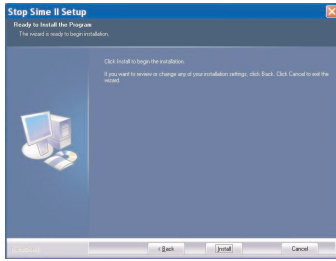 Stop Sime II Setup
Ready to Install the Program
The wizard is ready to begin installation.
Click Install to begin the installation.
If you want to review or change any of your installation settings, click Back. Click Cancel to exit the
wizard.
< Back
Install
Cancel